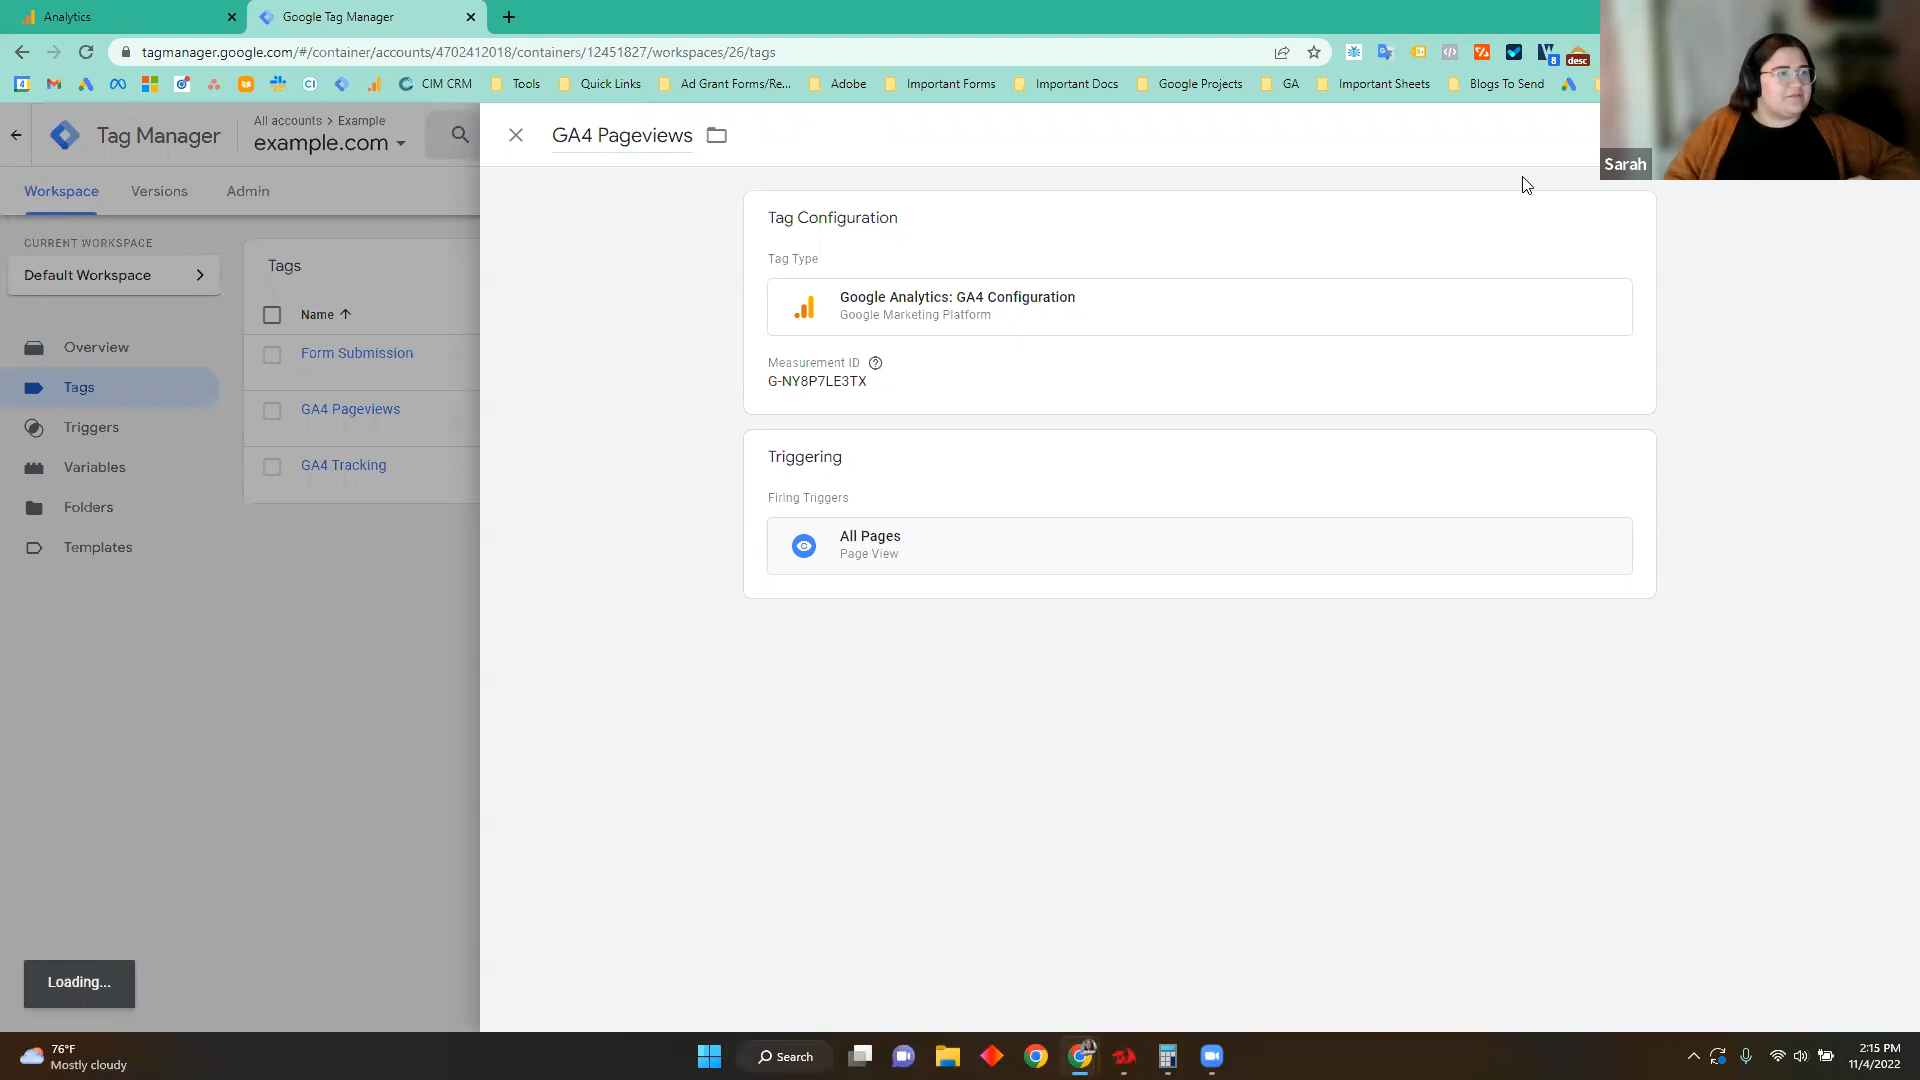 Analytics
Google Tag Manager
tagmanager.google.com/#/container/accounts/4702412018/containers/12451827/workspaces/26/tags
8
desc
4
CI
CIM CRM
Tools
Quick Links
Ad Grant Forms/Re...
Adobe
Important Forms
Important Docs
Google Projects
GA
Important Sheets
Blogs To Send
Sarah
Tag Manager
All accounts > Example
example.com
GA4 Pageviews
Workspace
Versions
Admin
CURRENT WORKSPACE
Default Workspace
Overview
Tags
Triggers
Variables
Folders
Templates
Tags
Name
Form Submission
GA4 Pageviews
GA4 Tracking
Tag Configuration
Tag Type
Google Analytics: GA4 Configuration
Google Marketing Platform
Measurement ID
G-NY8P7LE3TX
Triggering
Firing Triggers
All Pages
Page View
Loading...
76°F
Mostly cloudy
Search
2:15 PM
11/4/2022